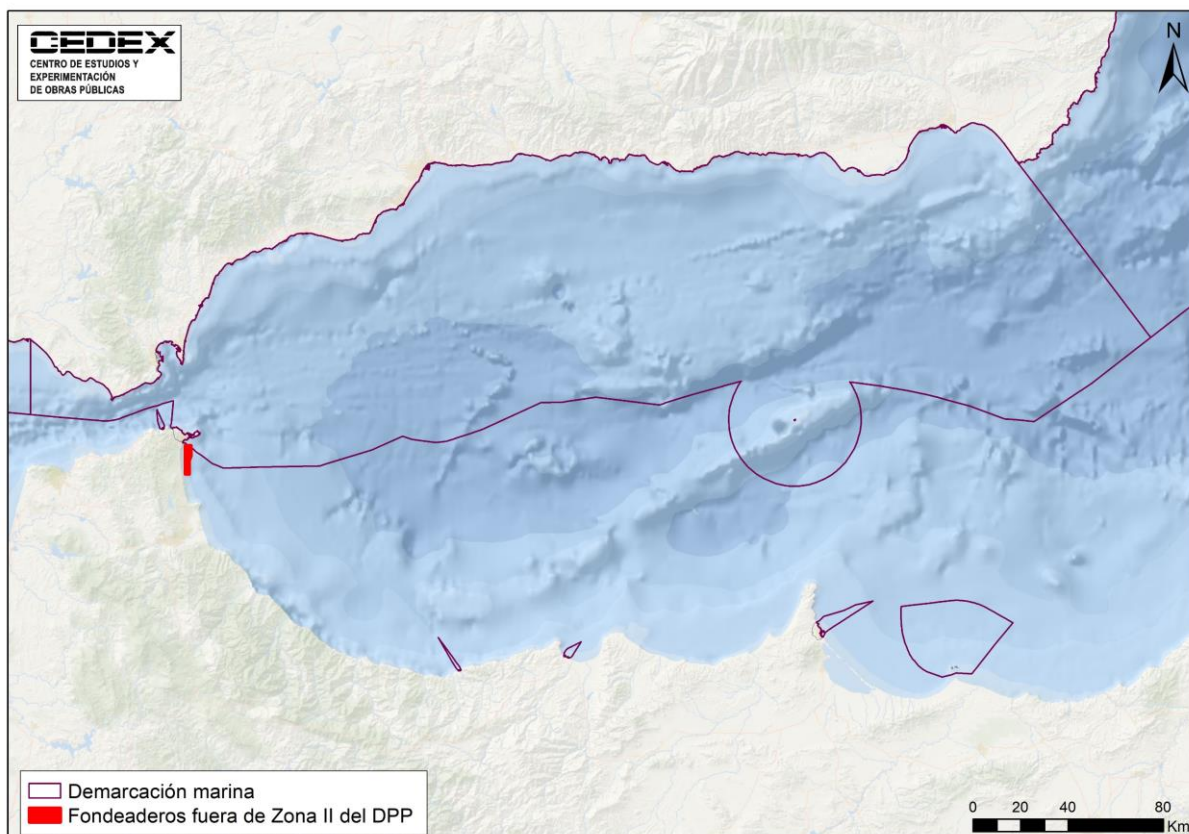 CEDEX
CENTRO DE ESTUDIOS Y
EXPERIMENTACIÓN
DE OBRAS PÚBLICAS
N
Demarcación marina
Fondeaderos fuera de Zona II del DPP
0 20 40 80
Km